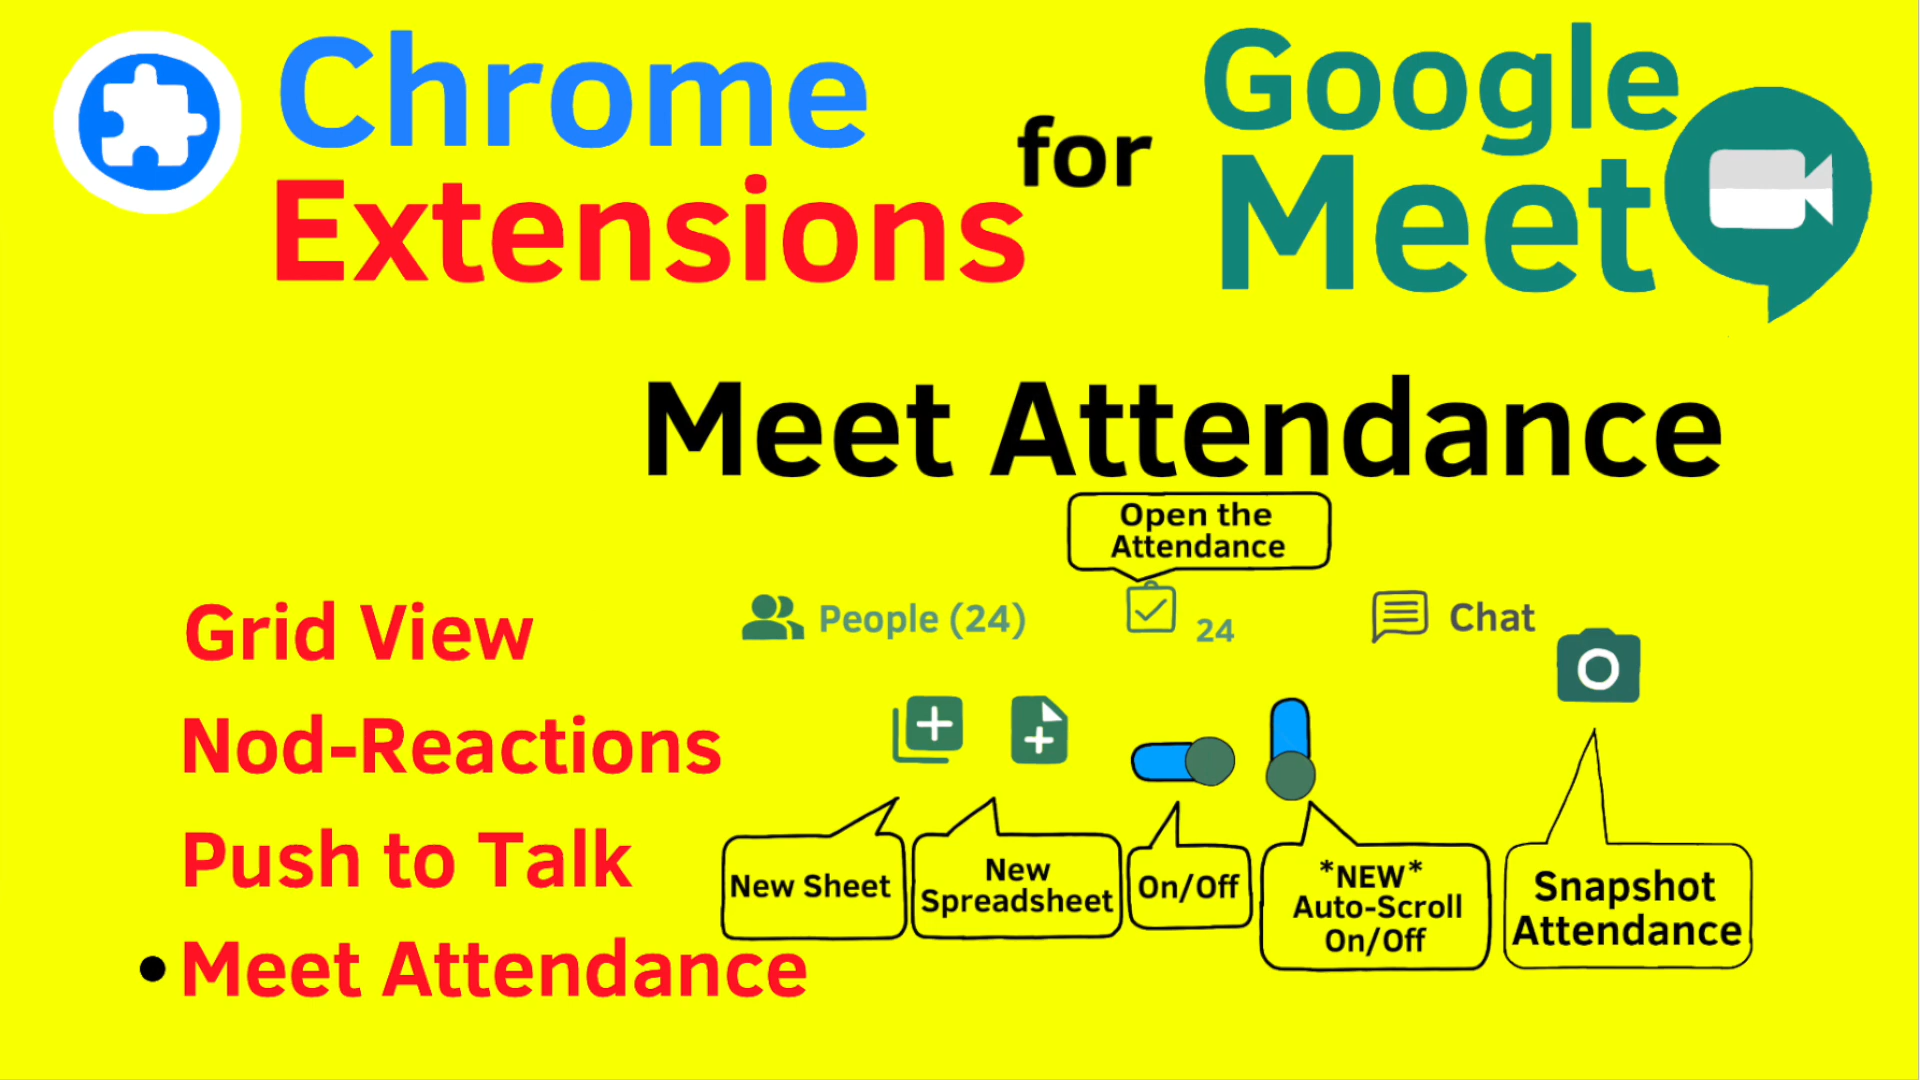 Chrome
Extensions
for
Google
Meet
Meet Attendance
Open the
Attendance
People (24)
24
Chat
Grid View
Nod-Reactions
Push to Talk
Meet Attendance
New Sheet
New
Spreadsheet
On/Off
*NEW*
Auto-Scroll
On/Off
Snapshot
Attendance